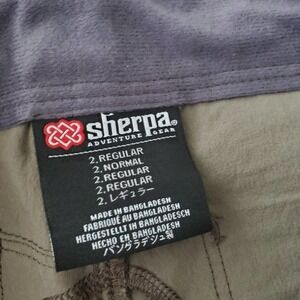 sherpa®
ADVENTURE GEAR
2. REGULAR
2. NORMAL
2. REGULAR
2. REGULAR
2. レギュラー
MADE IN BANGLADESH
FABRIQUÉ AU BANGLADESH
HERGESTELLT IN BANGLADESCH
HECHO EN BANGLADESH
バングラデシュ製